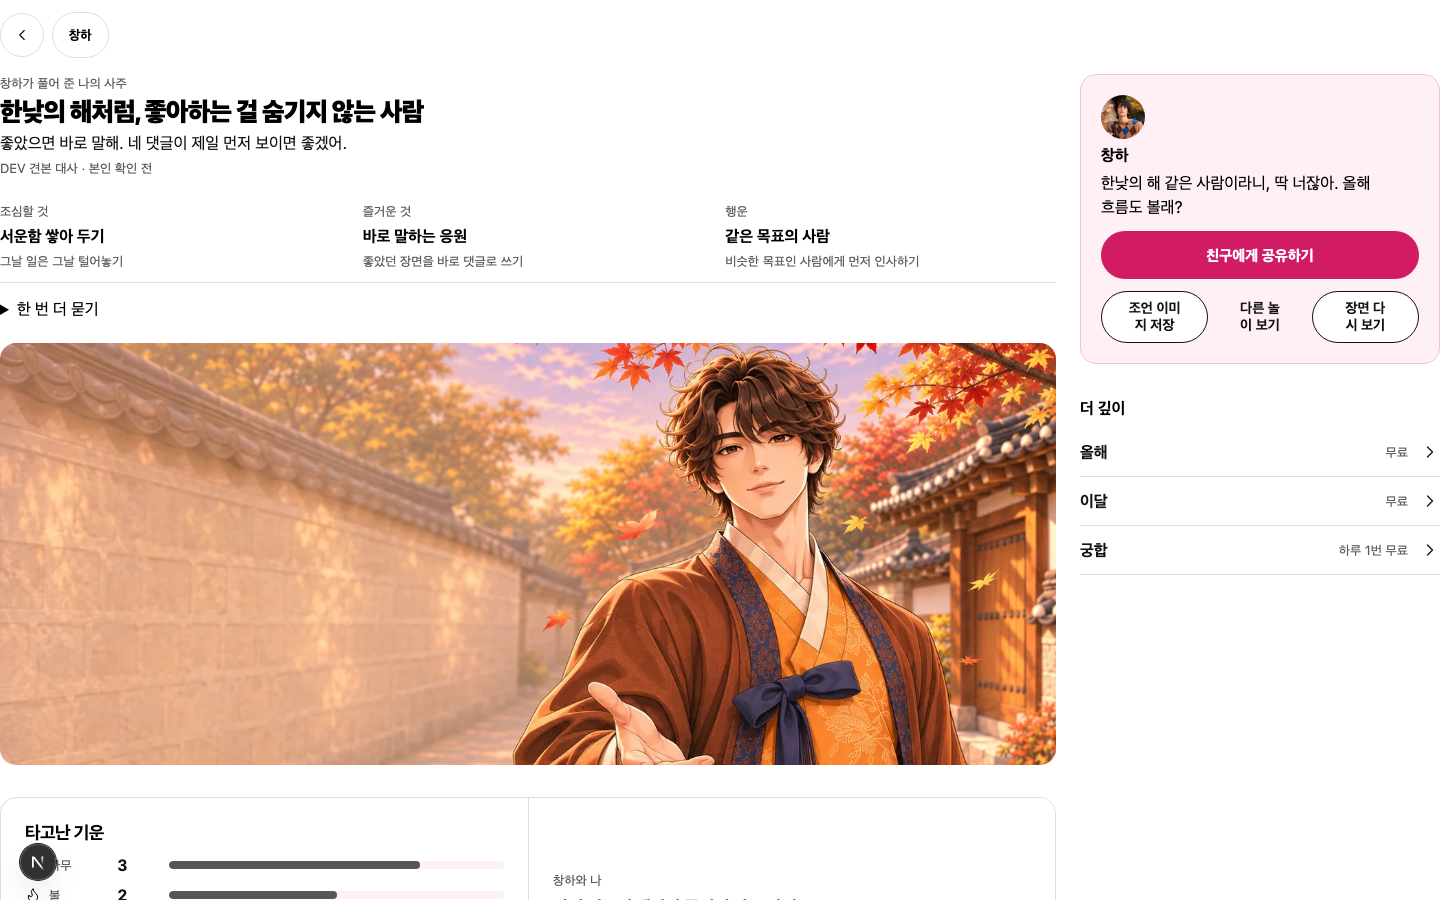 창하
창하가 풀어 준 나의 사주
한낮의 해처럼, 좋아하는 걸 숨기지 않는 사람
좋았으면 바로 말해. 네 댓글이 제일 먼저 보이면 좋겠어.
DEV 견본 대사 · 본인 확인 전
조심할 것
서운함 쌓아 두기
그날 일은 그날 털어놓기
즐거운 것
바로 말하는 응원
좋았던 장면을 바로 댓글로 쓰기
행운
같은 목표의 사람
비슷한 목표인 사람에게 먼저 인사하기
한 번 더 묻기
타고난 기운
3
불
2
창하와 나
창하
한낮의 해 같은 사람이라니, 딱 너잖아. 올해
흐름도 볼래?
친구에게 공유하기
조언 이미
지 저장
다른 놀
이 보기
장면 다
시 보기
더 깊이
올해
무료
이달
무료
궁합
하루 1번 무료